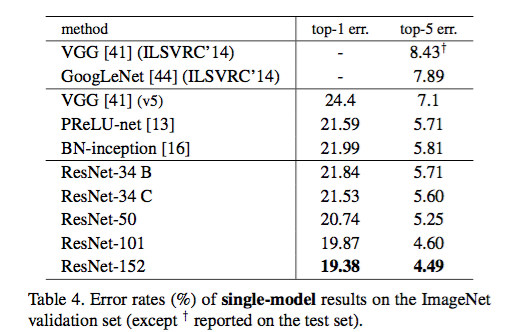 method top-1 err. top-5 err.
VGG [41] (ILSVRC'14) - 8.43†
GoogLeNet [44] (ILSVRC'14) - 7.89
VGG [41] (v5) 24.4 7.1
PReLU-net [13] 21.59 5.71
BN-inception [16] 21.99 5.81
ResNet-34 B 21.84 5.71
ResNet-34 C 21.53 5.60
ResNet-50 20.74 5.25
ResNet-101 19.87 4.60
ResNet-152 19.38 4.49
Table 4. Error rates (%) of single-model results on the ImageNet
validation set (except † reported on the test set).